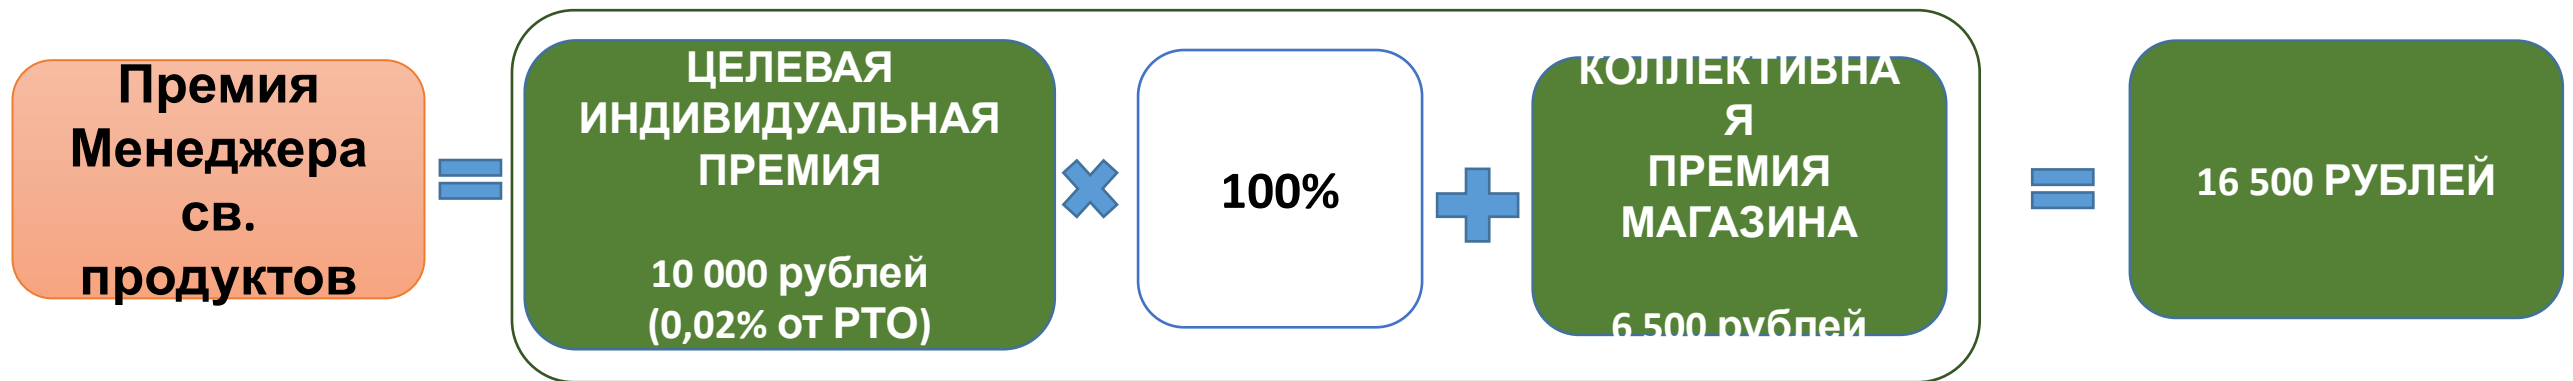 Премия
Менеджера
св.
продуктов
ЦЕЛЕВАЯ
ИНДИВИДУАЛЬНАЯ
ПРЕМИЯ
10 000 рублей
(0,02% от РТО)
100%
КОЛЛЕКТИВНА
Я
ПРЕМИЯ
МАГАЗИНА
6 500 рублей
16 500 РУБЛЕЙ